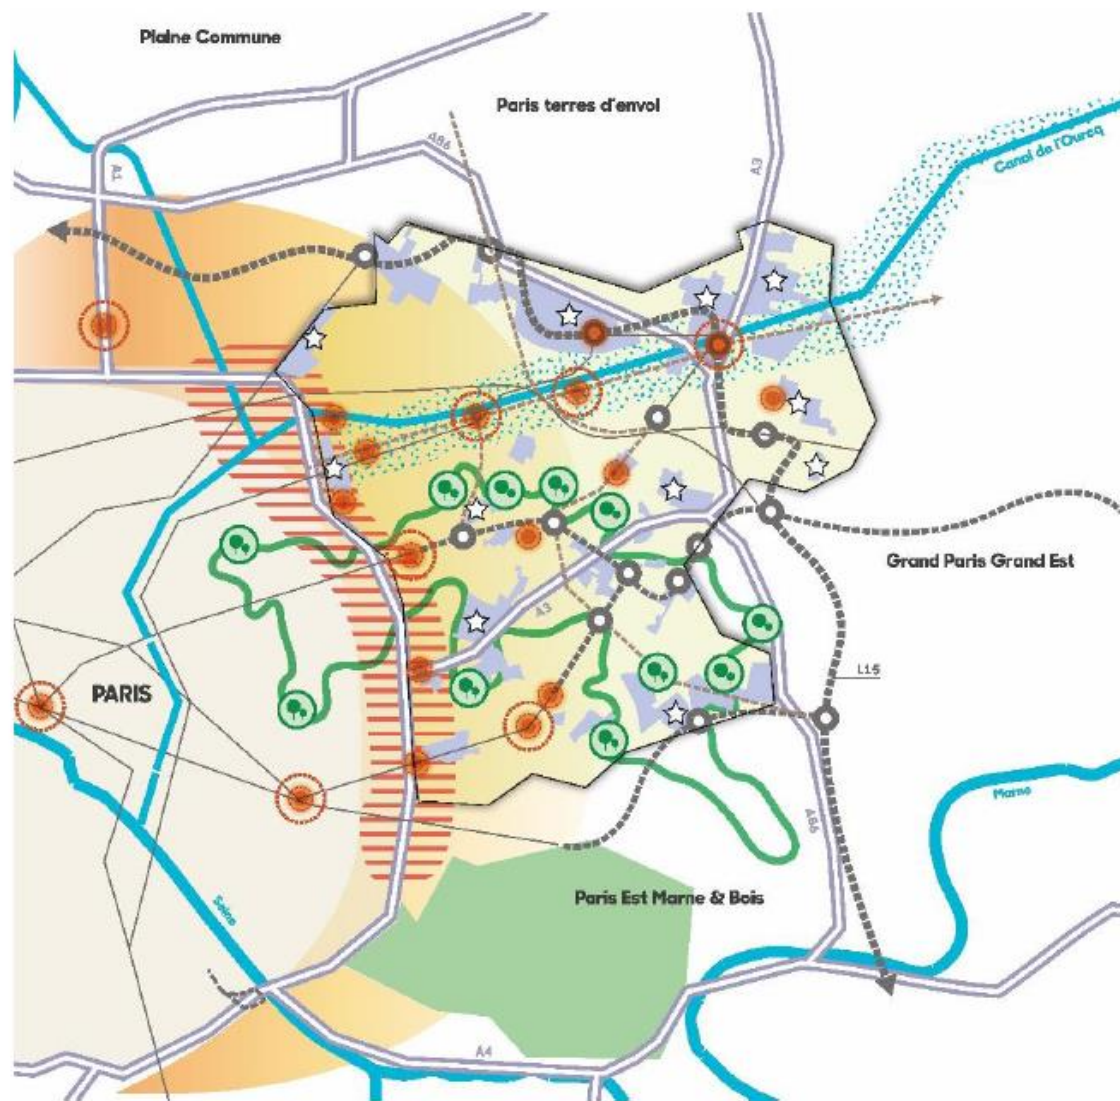 Plaine Commune
Paris terres d'envol
A86
A3
A1
Canal de l'Ourcq
Grand Paris Grand Est
A3
L15
PARIS
Marne
A86
Paris Est Marne & Bois
Seine
A4